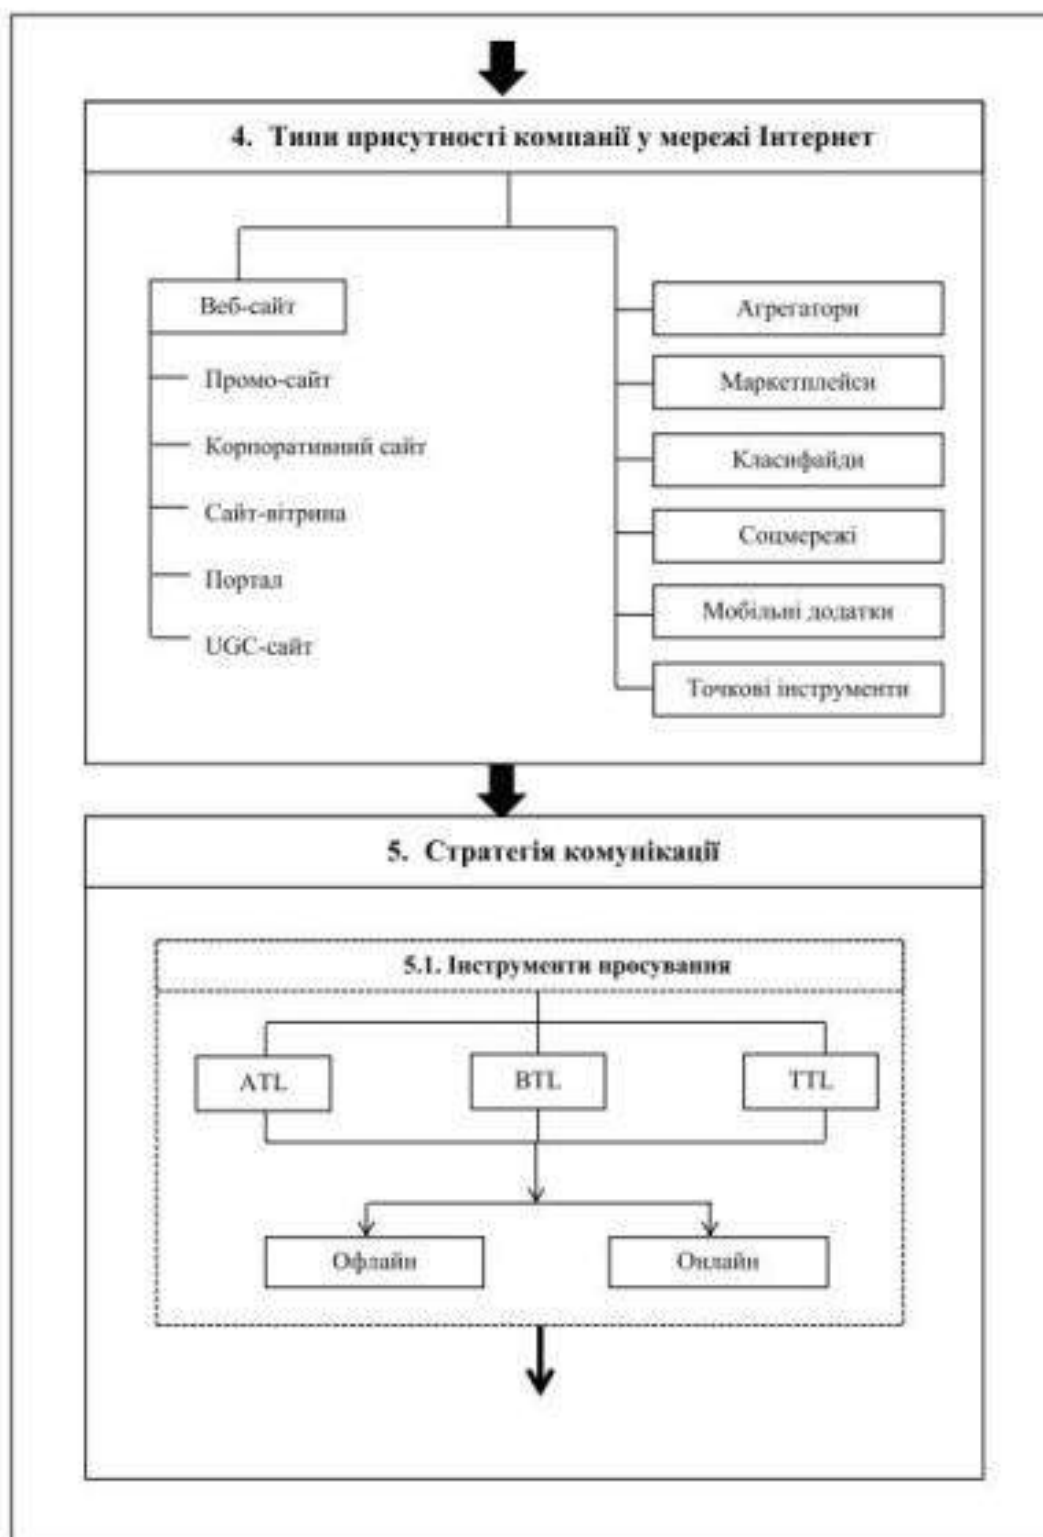 4. Типи присутності компанії у мережі Інтернет
Веб-сайт
Промо-сайт
Корпоративний сайт
Сайт-вітрина
Портал
UGC-сайт
Агрегатори
Маркетплейси
Класифайди
Соцмережі
Мобільні додатки
Точкові інструменти
5. Стратегія комунікації
5.1. Інструменти просування
ATL
BTL
TTL
Офлайн
Онлайн